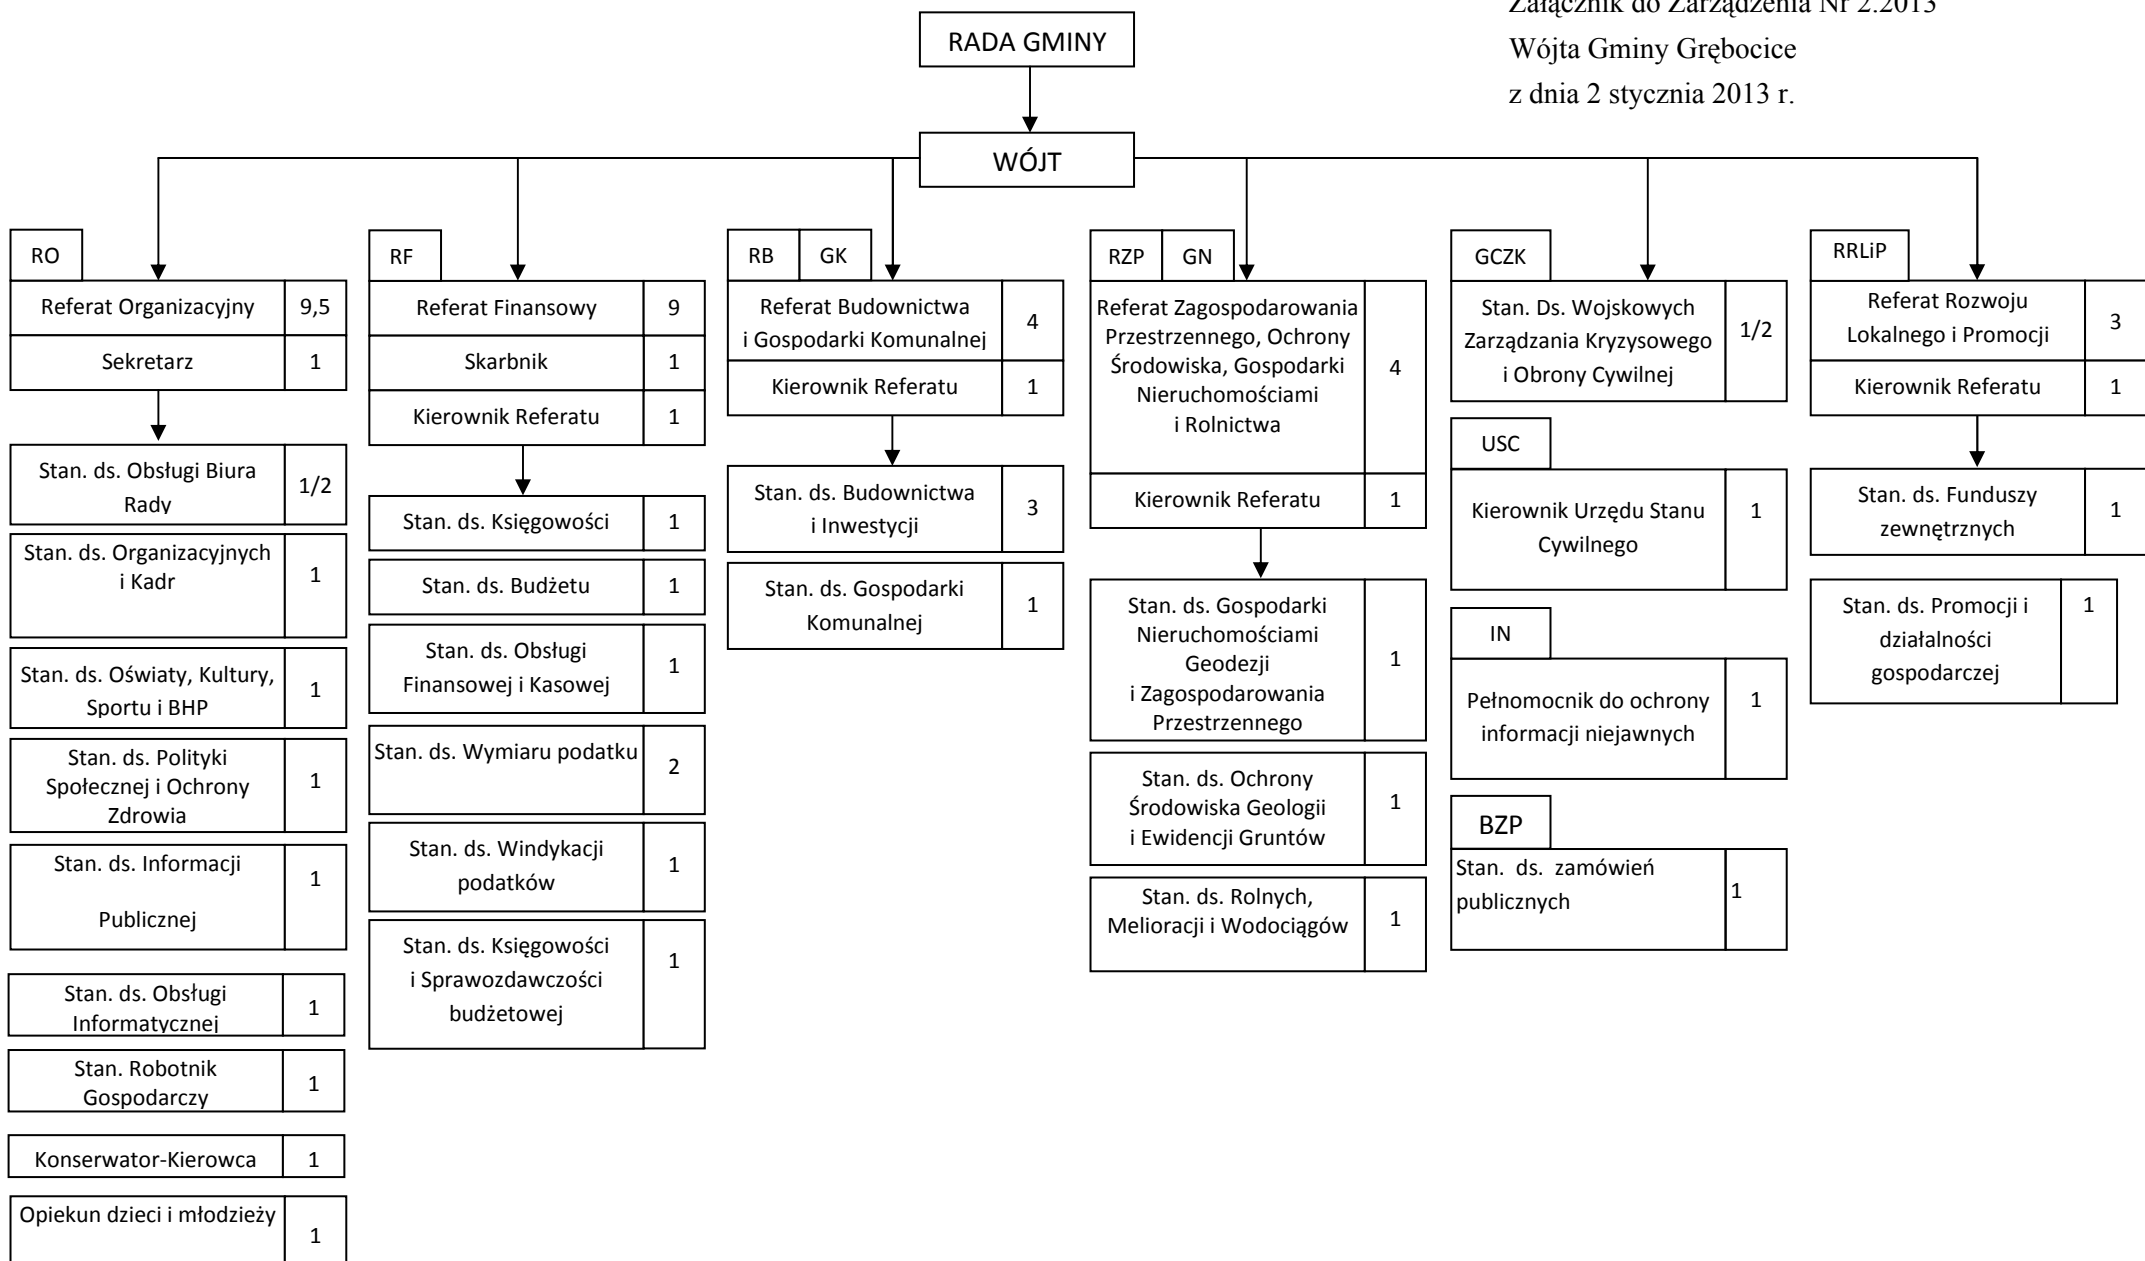 Załącznik do Zarządzenia Nr 2.2013
Wójta Gminy Grębocice
z dnia 2 stycznia 2013 r.
RADA GMINY
WÓJT
RO
Referat Organizacyjny 9,5
Sekretarz 1
Stan. ds. Obsługi Biura
Rady
1/2
Stan. ds. Organizacyjnych
i Kadr
1
Stan. ds. Oświaty, Kultury,
Sportu i BHP
1
Stan. ds. Polityki
Społecznej i Ochrony
Zdrowia
1
Stan. ds. Informacji
Publicznej
1
Stan. ds. Obsługi
Informatycznej
1
Stan. Robotnik
Gospodarczy
1
Konserwator-Kierowca 1
Opiekun dzieci i młodzieży
1
RF
Referat Finansowy 9
Skarbnik 1
Kierownik Referatu 1
Stan. ds. Księgowości 1
Stan. ds. Budżetu 1
Stan. ds. Obsługi
Finansowej i Kasowej
1
Stan. ds. Wymiaru podatku
2
Stan. ds. Windykacji
podatków
1
Stan. ds. Księgowości
i Sprawozdawczości
budżetowej
1
RB GK
Referat Budownictwa
i Gospodarki Komunalnej
4
Kierownik Referatu 1
Stan. ds. Budownictwa
i Inwestycji
3
Stan. ds. Gospodarki
Komunalnej
1
RZP GN
Referat Zagospodarowania
Przestrzennego, Ochrony
Środowiska, Gospodarki
Nieruchomościami
i Rolnictwa
4
Kierownik Referatu 1
Stan. ds. Gospodarki
Nieruchomościami
Geodezji
i Zagospodarowania
Przestrzennego
1
Stan. ds. Ochrony
Środowiska Geologii
i Ewidencji Gruntów
1
Stan. ds. Rolnych,
Melioracji i Wodociągów
1
GCZK
Stan. Ds. Wojskowych
Zarządzania Kryzysowego
i Obrony Cywilnej
1/2
USC
Kierownik Urzędu Stanu
Cywilnego
1
IN
Pełnomocnik do ochrony
informacji niejawnych
1
BZP
Stan. ds. zamówień
publicznych
1
RRLiP
Referat Rozwoju
Lokalnego i Promocji
3
Kierownik Referatu 1
Stan. ds. Funduszy
zewnętrznych
1
Stan. ds. Promocji i
działalności
gospodarczej
1